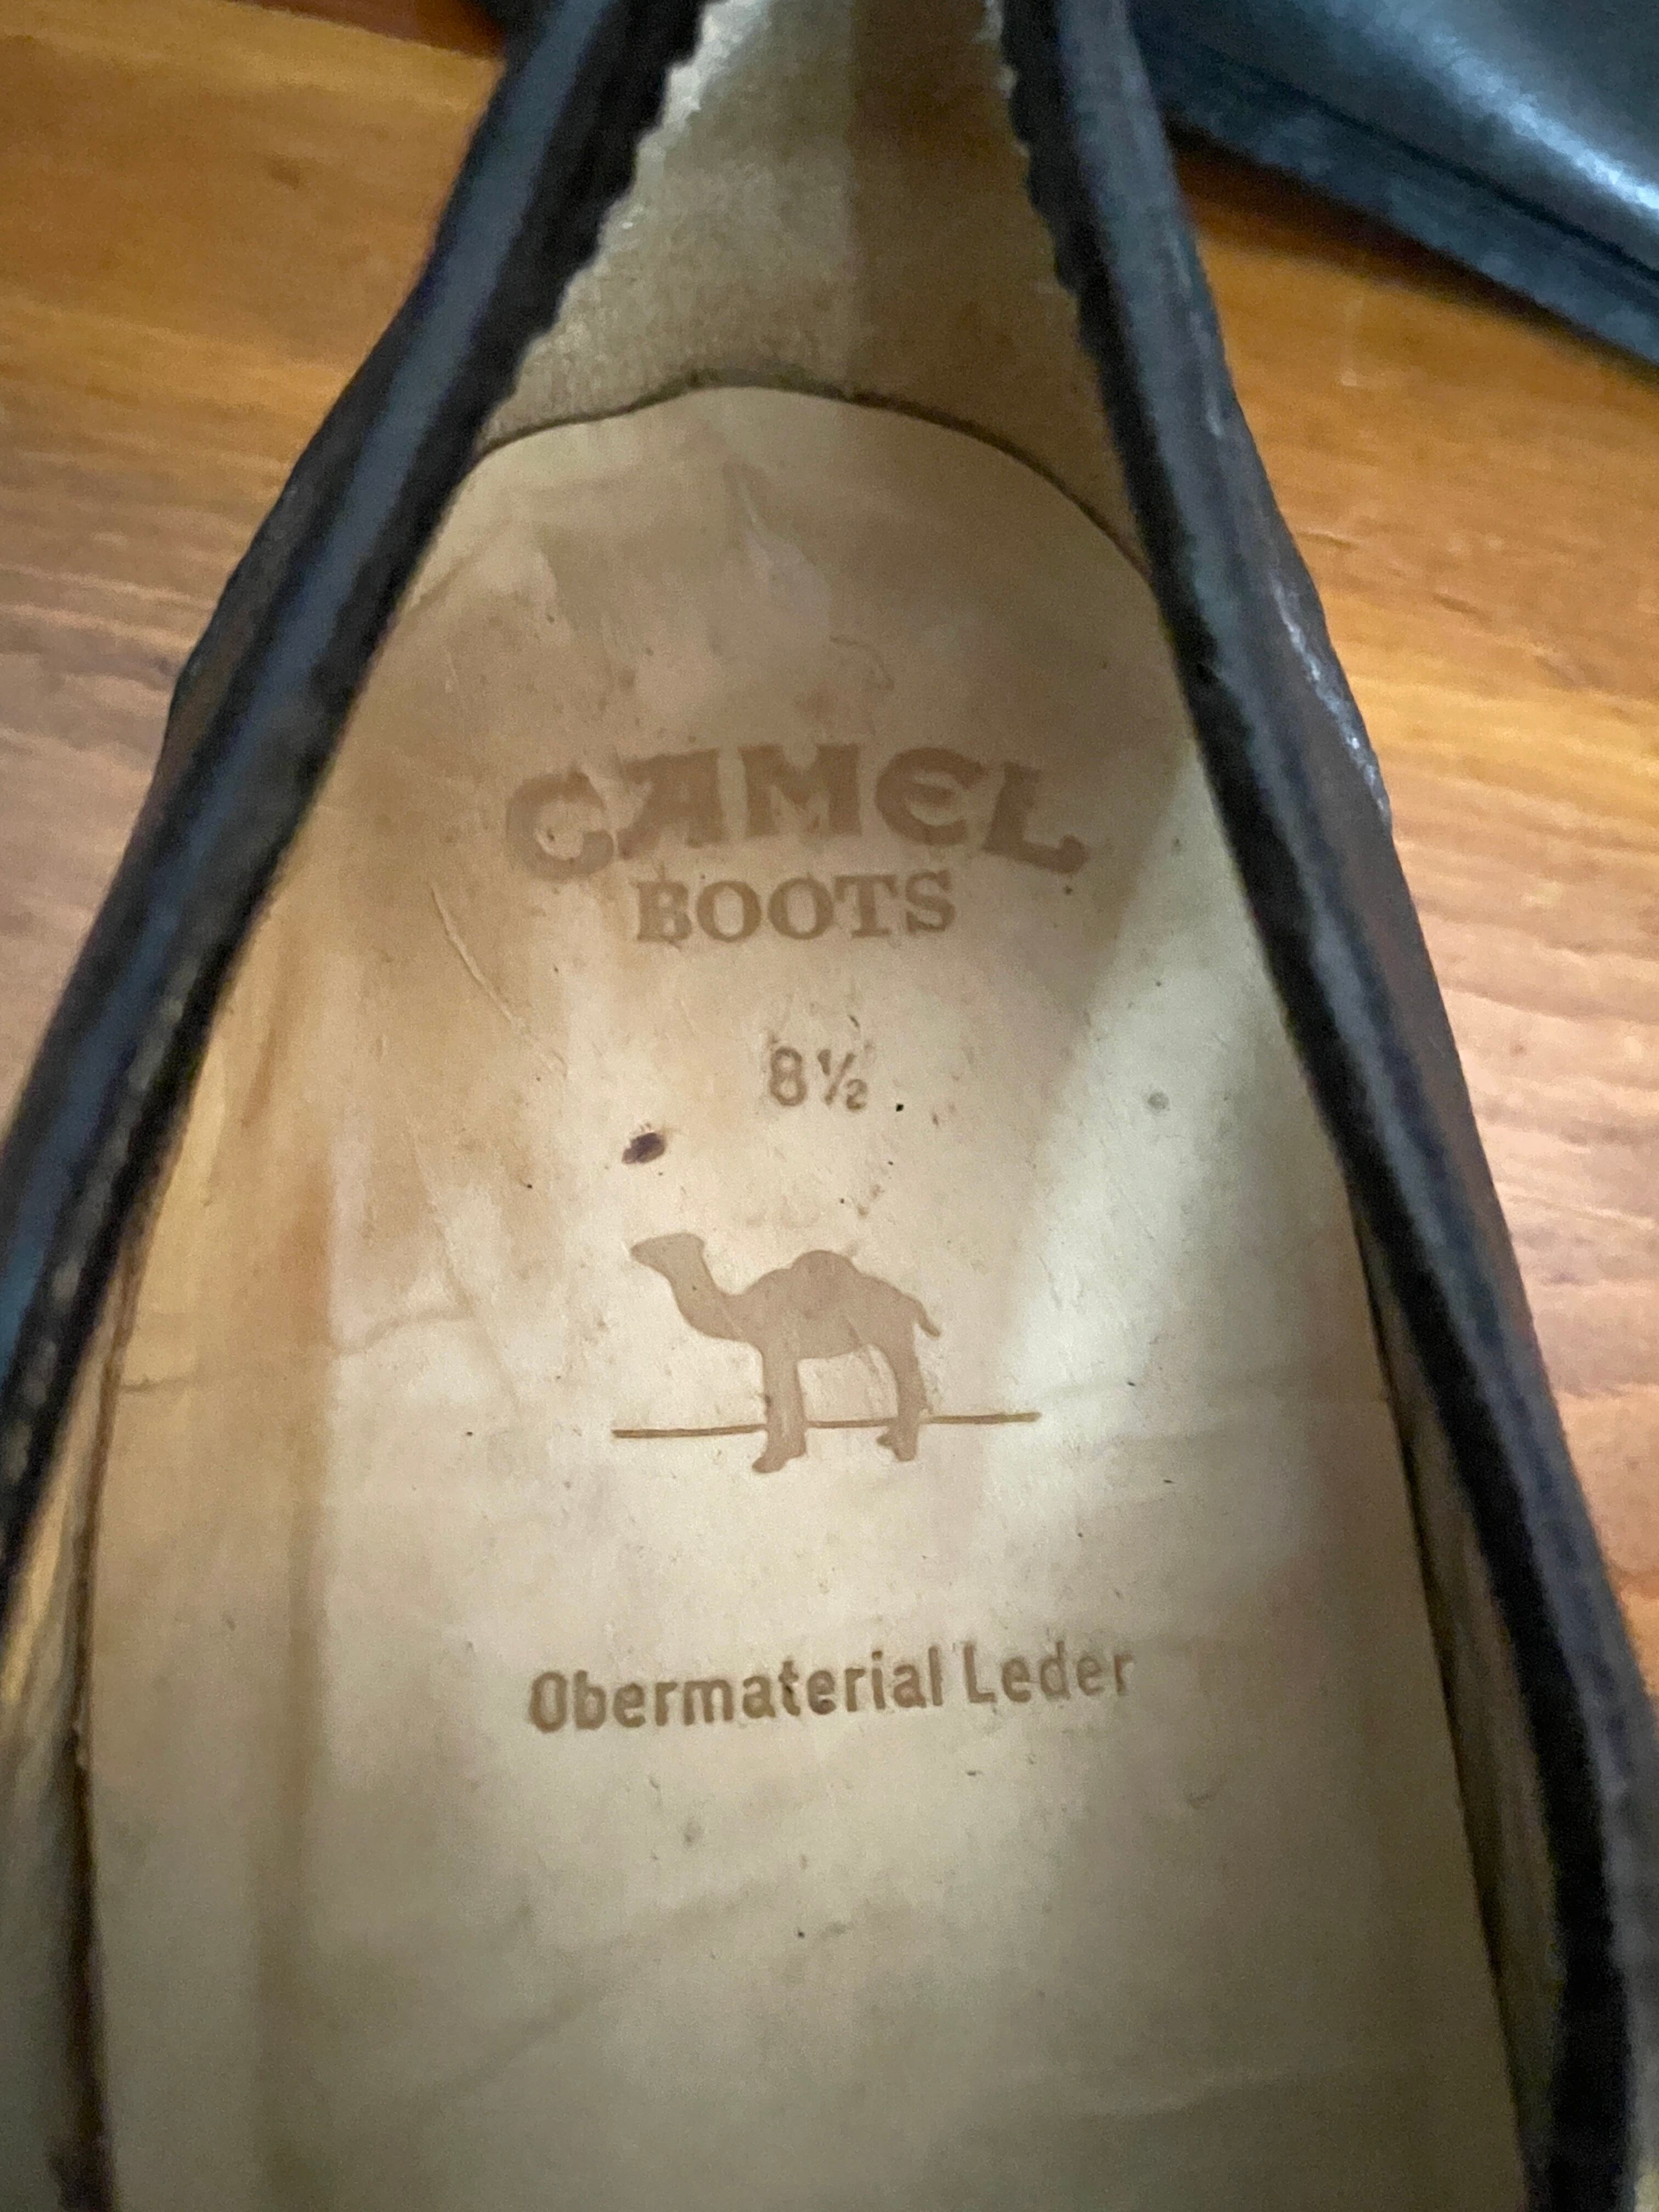 CAMEL
BOOTS
8½
Obermaterial Leder